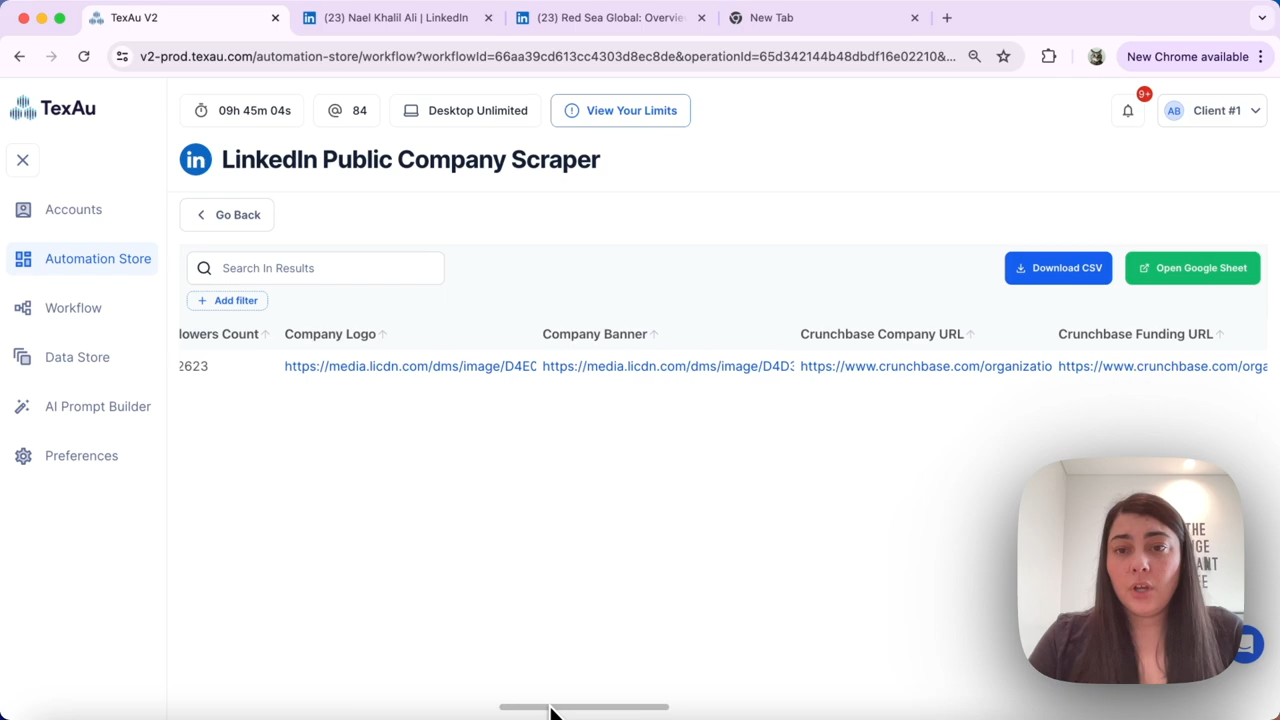 TexAu V2
(23) Nael Khalil Ali | LinkedIn
(23) Red Sea Global: Overvie
New Tab
v2-prod.texau.com/automation-store/workflow?workflowId=66aa39cd613cc4303d8ec8de&operationId=65d342144b48dbdf16e02210&...
New Chrome available
TexAu
09h 45m 04s
84
Desktop Unlimited
View Your Limits
9+
AB
Client #1
in LinkedIn Public Company Scraper
Accounts
Automation Store
Workflow
Data Store
AI Prompt Builder
Preferences
Go Back
Search In Results
Download CSV
Open Google Sheet
+ Add filter
lowers Count
Company Logo
Company Banner
Crunchbase Company URL
Crunchbase Funding URL
2623
https://media.licdn.com/dms/image/D4E0
https://media.licdn.com/dms/image/D4D3
https://www.crunchbase.com/organizatio
https://www.crunchbase.com/orga
THE